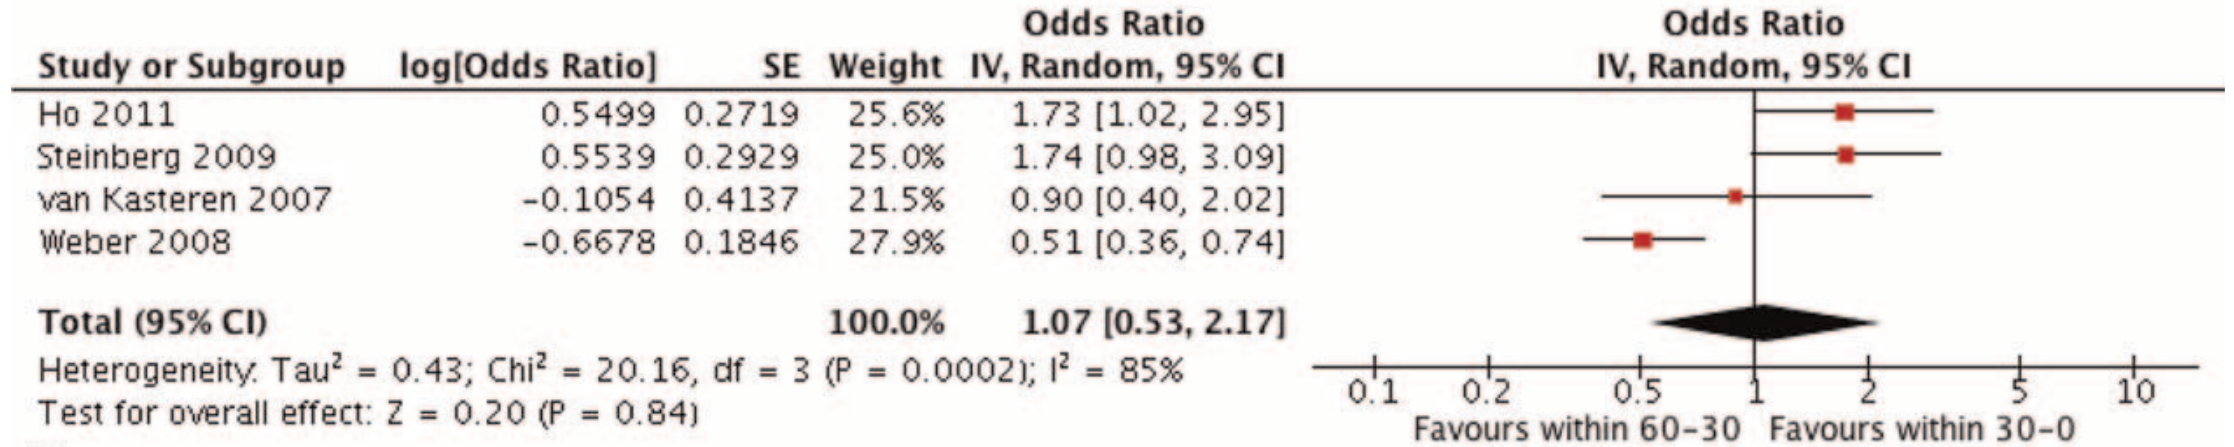 Odds Ratio Odds Ratio
Study or Subgroup log[Odds Ratio] SE Weight IV, Random, 95% CI IV, Random, 95% CI
Ho 2011 0.5499 0.2719 25.6% 1.73 [1.02, 2.95]
Steinberg 2009 0.5539 0.2929 25.0% 1.74 [0.98, 3.09]
van Kasteren 2007 -0.1054 0.4137 21.5% 0.90 [0.40, 2.02]
Weber 2008 -0.6678 0.1846 27.9% 0.51 [0.36, 0.74]
Total (95% CI) 100.0% 1.07 [0.53, 2.17]
Heterogeneity: Tau² = 0.43; Chi² = 20.16, df = 3 (P = 0.0002); I² = 85%
Test for overall effect: Z = 0.20 (P = 0.84)
0.1 0.2 0.5 1 2 5 10
Favours within 60-30 Favours within 30-0